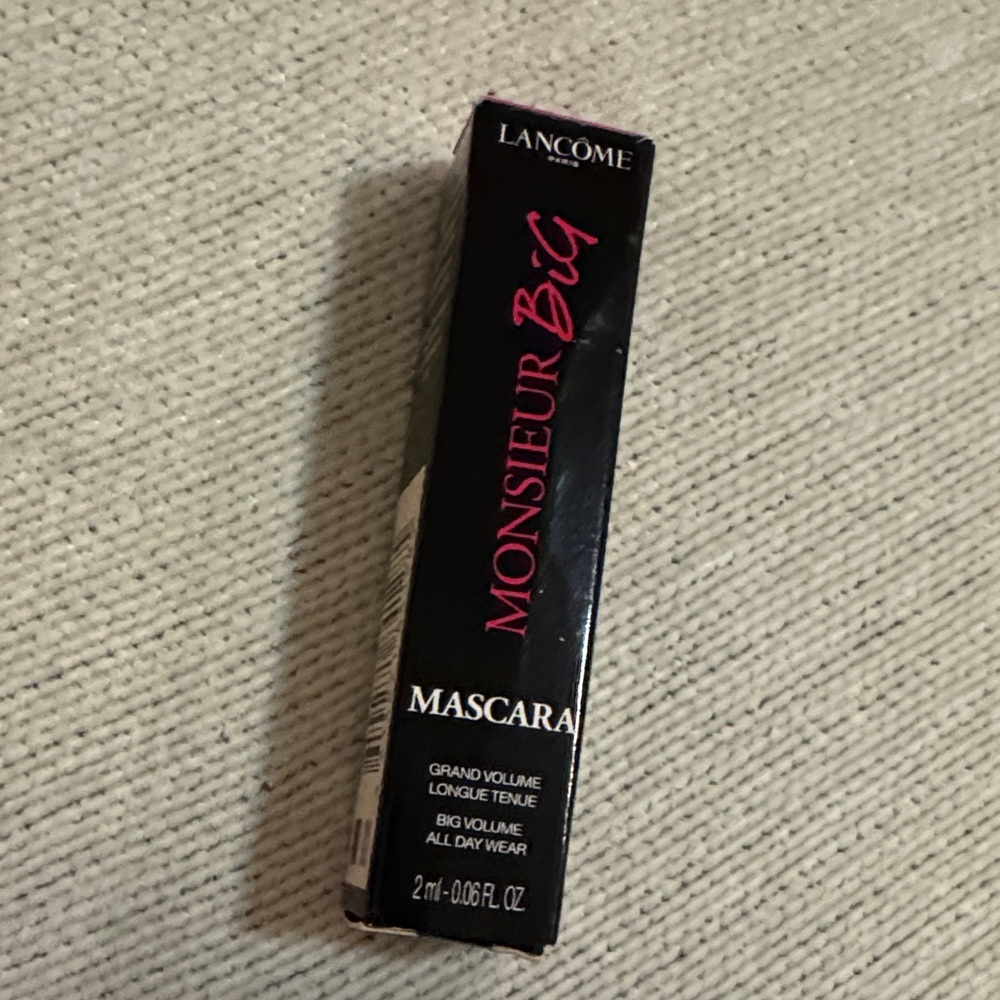 LANCÔME
PARIS
MONSIEUR BiG
MASCARA
GRAND VOLUME
LONGUE TENUE
BIG VOLUME
ALL DAY WEAR
2 ml - 0.06 FL. OZ.